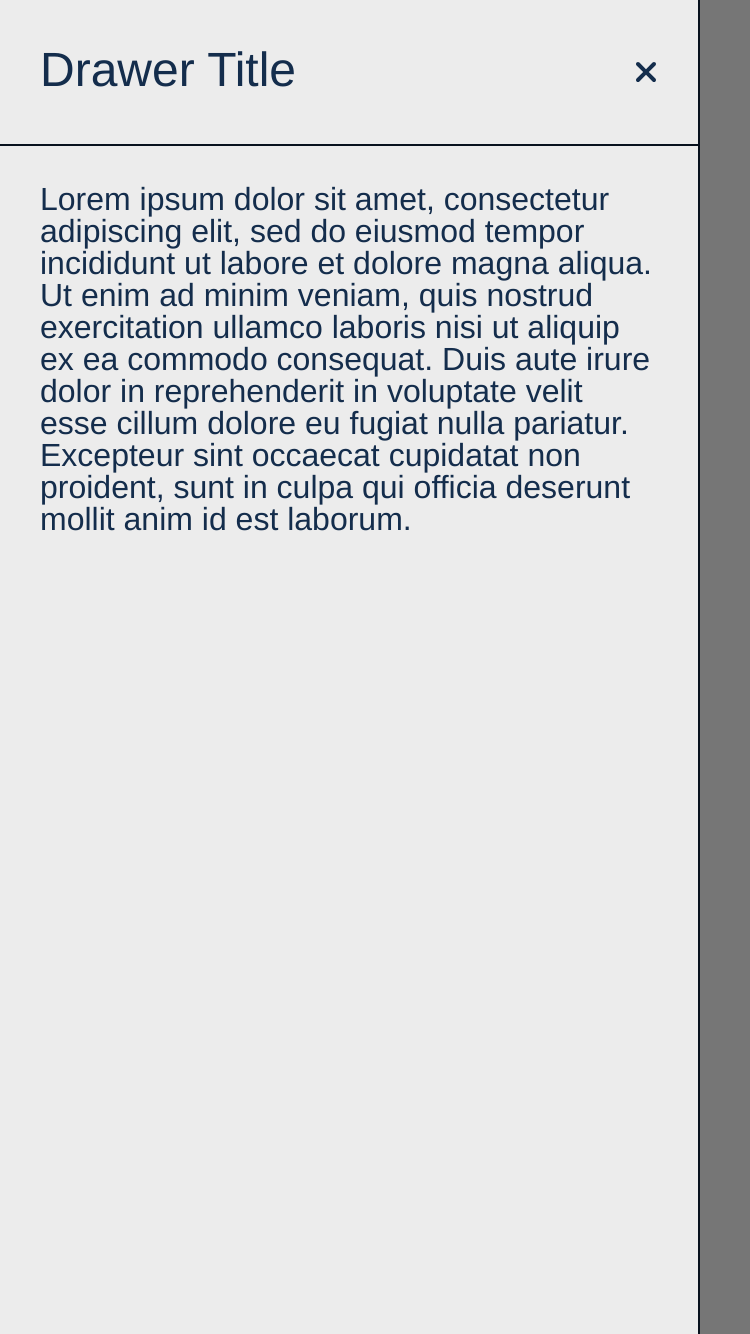 Drawer Title
Lorem ipsum dolor sit amet, consectetur
adipiscing elit, sed do eiusmod tempor
incididunt ut labore et dolore magna aliqua.
Ut enim ad minim veniam, quis nostrud
exercitation ullamco laboris nisi ut aliquip
ex ea commodo consequat. Duis aute irure
dolor in reprehenderit in voluptate velit
esse cillum dolore eu fugiat nulla pariatur.
Excepteur sint occaecat cupidatat non
proident, sunt in culpa qui officia deserunt
mollit anim id est laborum.